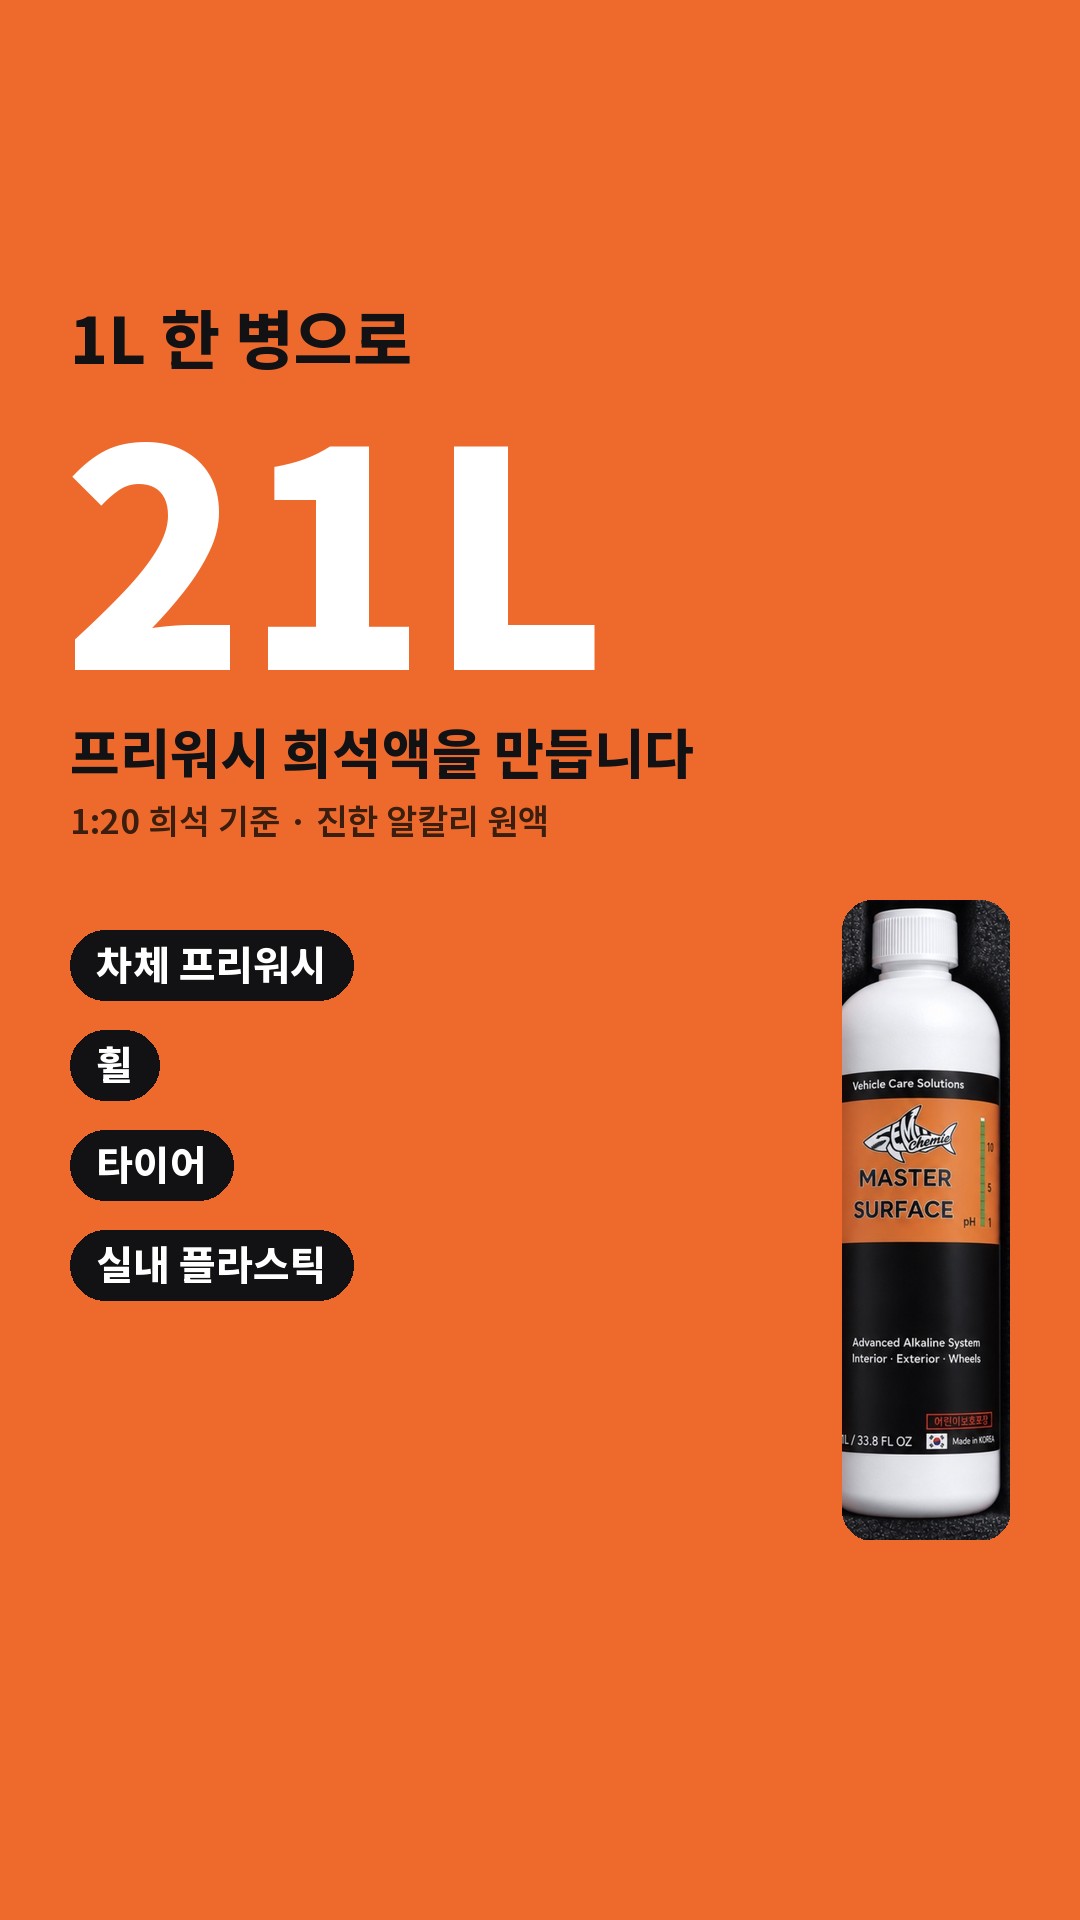 1L 한 병으로
21L
프리워시 희석액을 만듭니다
1:20 희석 기준 · 진한 알칼리 원액
차체 프리워시
휠
타이어
실내 플라스틱
Vehicle Care Solutions
SEMI
Chemie
MASTER
SURFACE
10
5
pH 1
Advanced Alkaline System
Interior · Exterior · Wheels
어린이보호포장
1L / 33.8 FL OZ
Made in KOREA